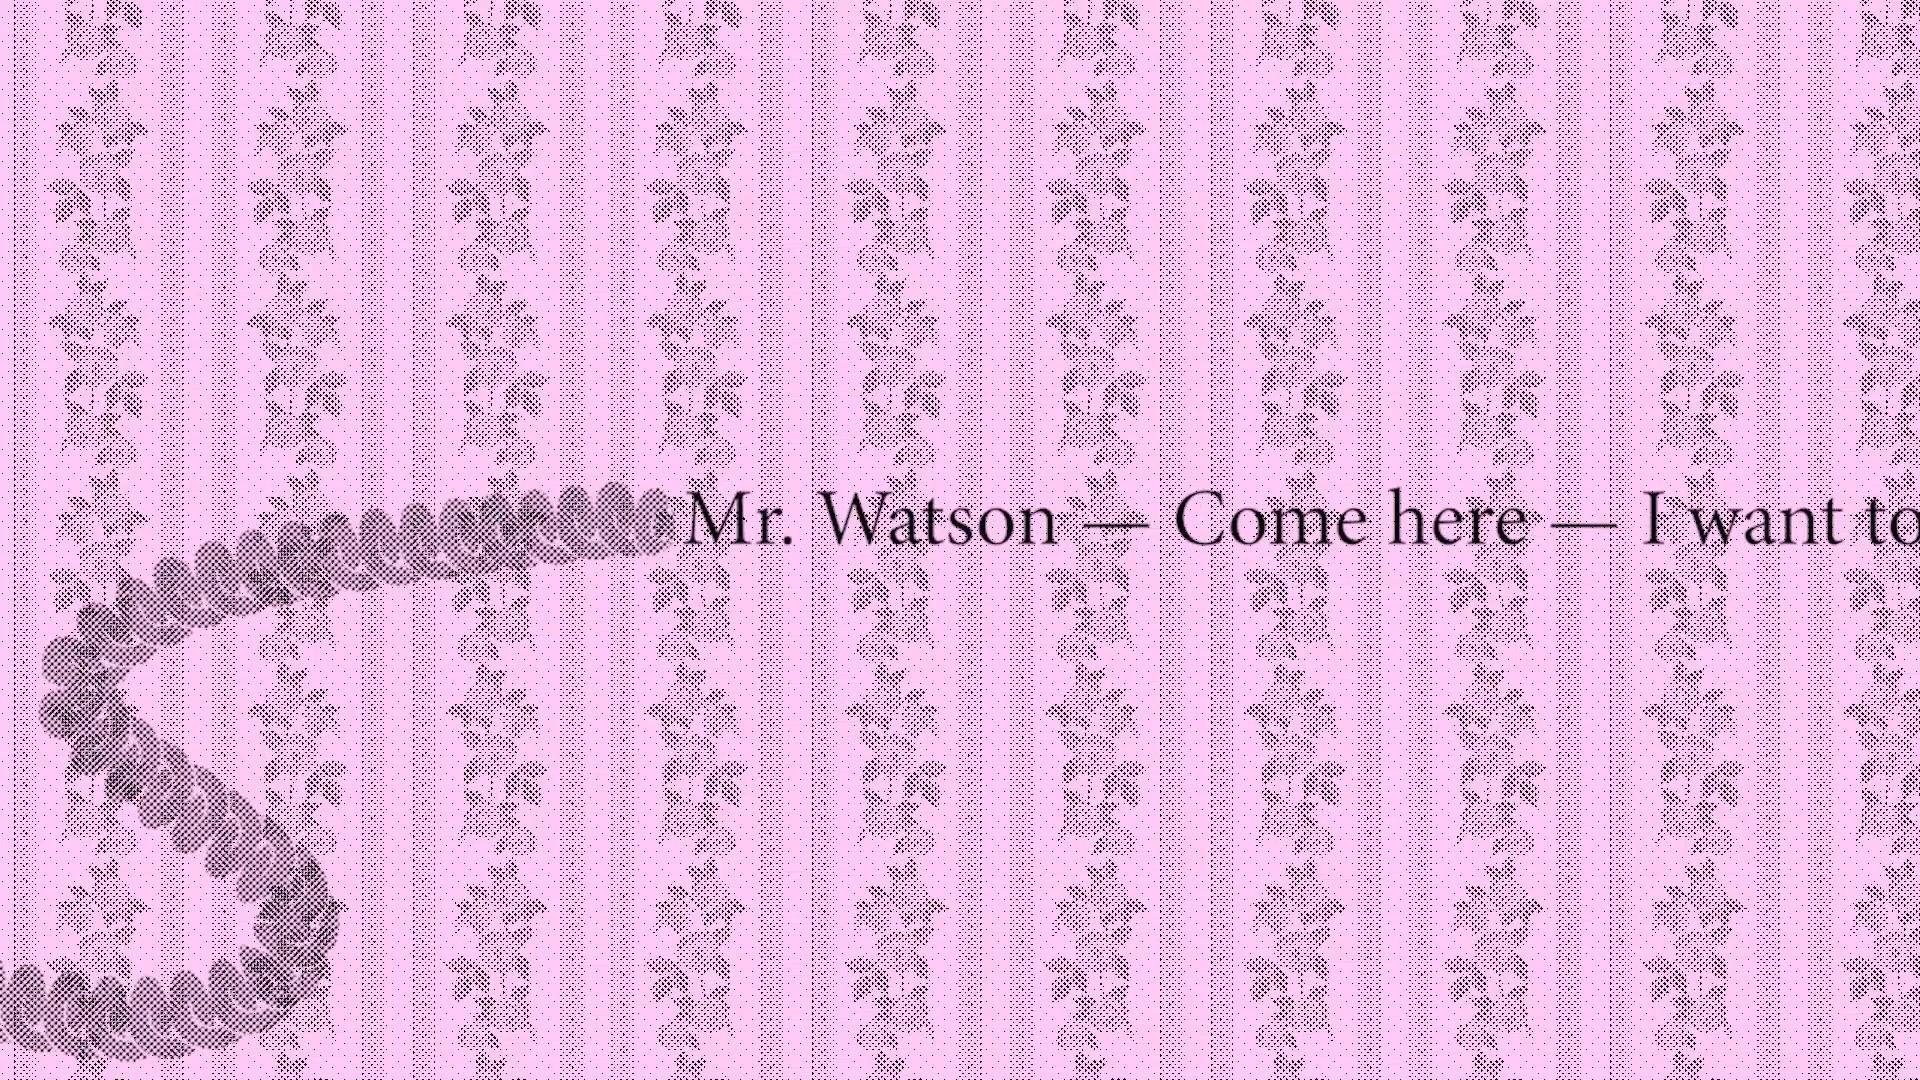 Mr. Watson — Come here — I want to